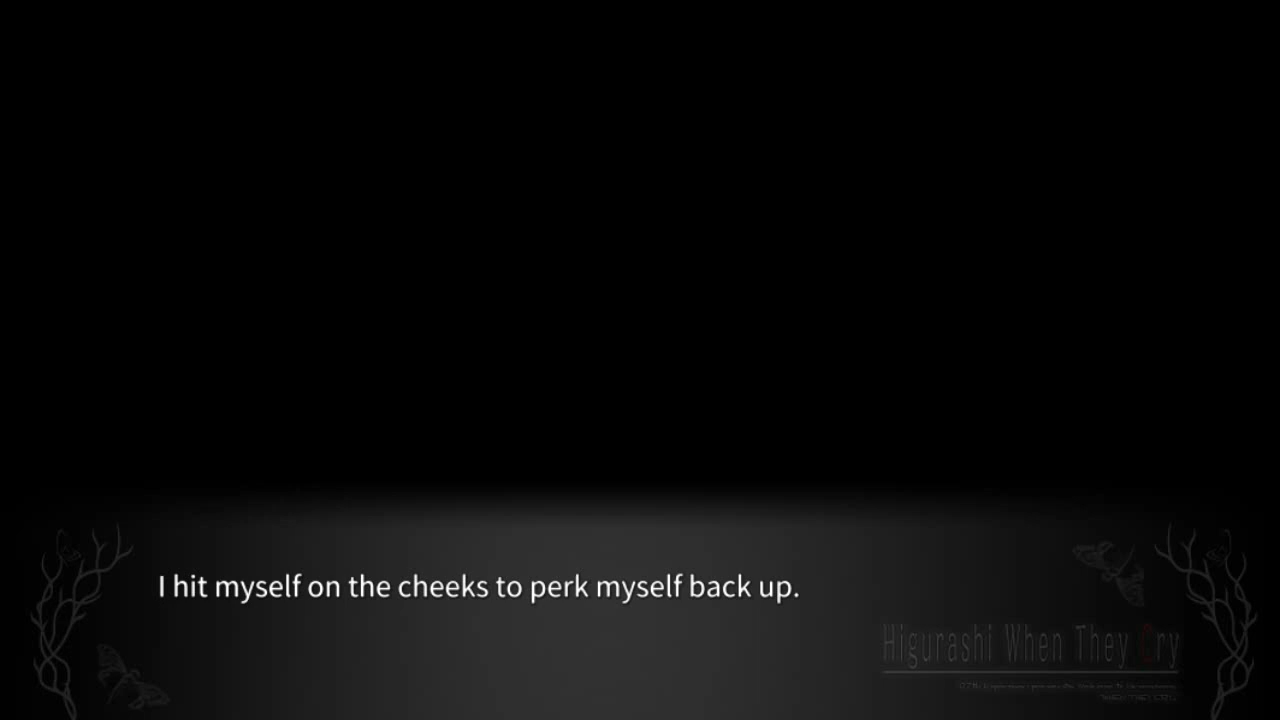 I hit myself on the cheeks to perk myself back up.
Higurashi When They Cry